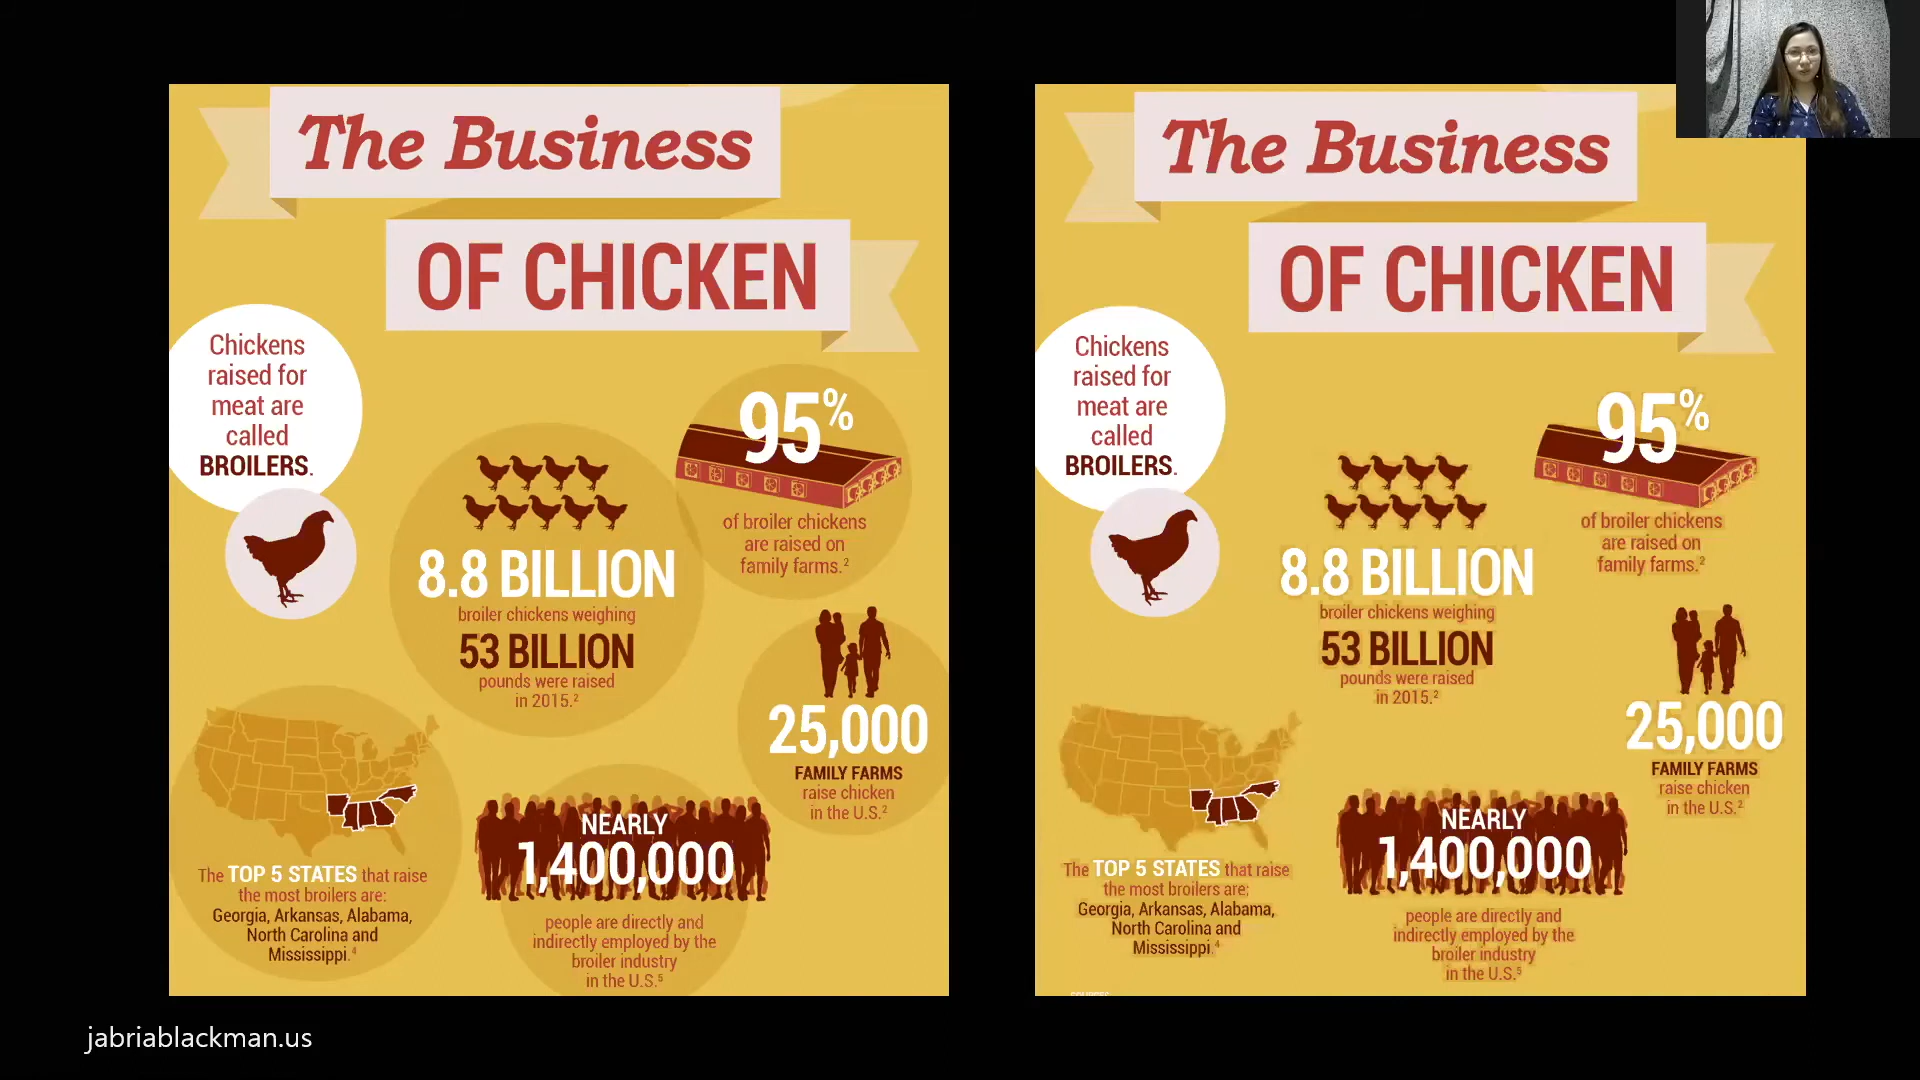 The Business
OF CHICKEN
Chickens
raised for
meat are
called
BROILERS.
95%
of broiler chickens
are raised on
family farms.²
8.8 BILLION
broiler chickens weighing
53 BILLION
pounds were raised
in 2015.²
25,000
FAMILY FARMS
raise chicken
in the U.S.²
The TOP 5 STATES that raise
the most broilers are:
Georgia, Arkansas, Alabama,
North Carolina and
Mississippi.⁴
NEARLY
1,400,000
people are directly and
indirectly employed by the
broiler industry
in the U.S.⁵
The Business
OF CHICKEN
Chickens
raised for
meat are
called
BROILERS.
95%
of broiler chickens
are raised on
family farms.²
8.8 BILLION
broiler chickens weighing
53 BILLION
pounds were raised
in 2015.²
25,000
FAMILY FARMS
raise chicken
in the U.S.²
The TOP 5 STATES that raise
the most broilers are:
Georgia, Arkansas, Alabama,
North Carolina and
Mississippi.⁴
NEARLY
1,400,000
people are directly and
indirectly employed by the
broiler industry
in the U.S.⁵
jabriablackman.us